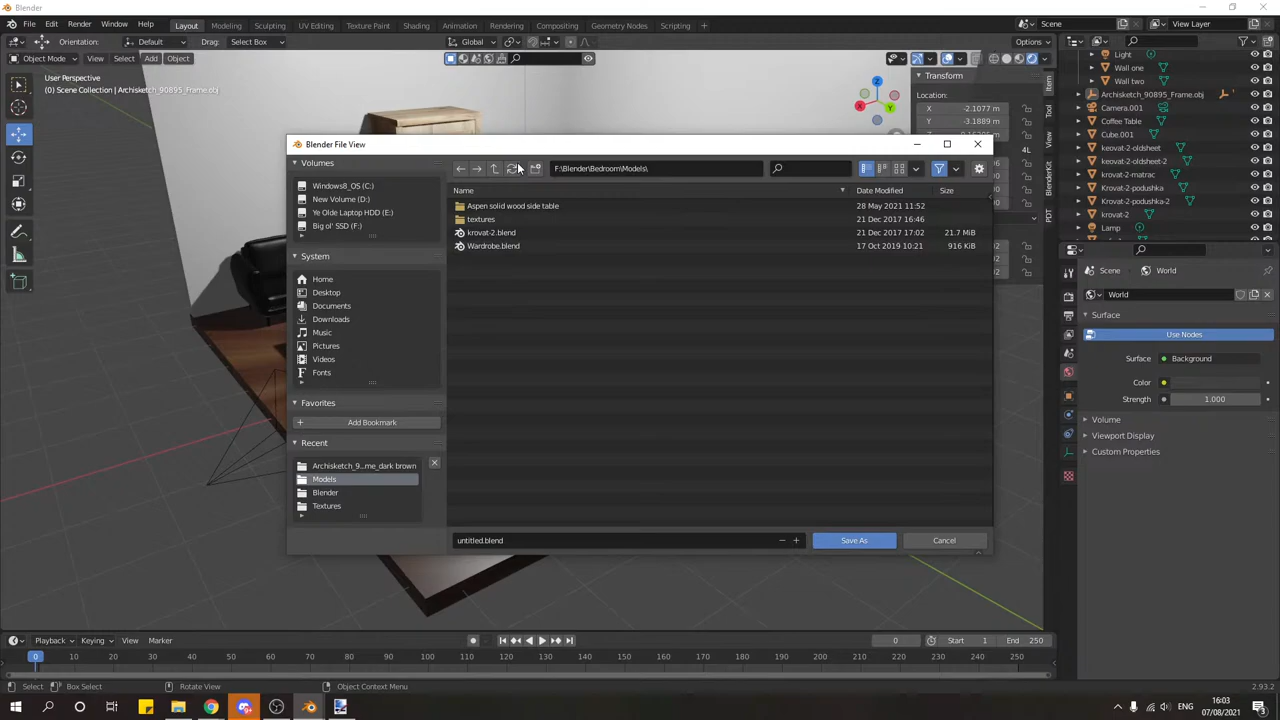 Blender
File Edit Render Window Help Layout Modeling Sculpting UV Editing Texture Paint Shading Animation Rendering Compositing Geometry Nodes Scripting + Scene View Layer
Orientation: Default Drag: Select Box Global Options
Object Mode View Select Add Object
User Perspective
(0) Scene Collection | Archisketch_90895_Frame.obj
Z
X
Y
Transform
Location:
X -2.1077 m
Y -3.1889 m
4L
Item
Tool
View
BlenderKit
PDT
Light
Wall one
Wall two
Archisketch_90895_Frame.obj
Camera.001
Coffee Table
Cube.001
keovat-2-oldsheet
keovat-2-oldsheet-2
krovat-2-matrac
Krovat-2-podushka
Krovat-2-podushka-2
krovat-2
Lamp
Blender File View
Volumes
Windows8_OS (C:)
New Volume (D:)
Ye Olde Laptop HDD (E:)
Big ol' SSD (F:)
System
Home
Desktop
Documents
Downloads
Music
Pictures
Videos
Fonts
Favorites
+ Add Bookmark
Recent
Archisketch_9...me_dark brown
Models
Blender
Textures
F:\Blender\Bedroom\Models\
Name Date Modified Size
Aspen solid wood side table 28 May 2021 11:52
textures 21 Dec 2017 16:46
krovat-2.blend 21 Dec 2017 17:02 21.7 MiB
Wardrobe.blend 17 Oct 2019 10:21 916 KiB
untitled.blend − + Save As Cancel
Scene World
World
Surface
Use Nodes
Surface Background
Color
Strength 1.000
Volume
Viewport Display
Custom Properties
Playback Keying View Marker 0 Start 1 End 250
0 10 20 30 40 50 60 70 80 90 100 110 120 130 140 150 160 170 180 190 200 210 220 230 240 250
Select Box Select Rotate View Object Context Menu 2.93.2
ENG 16:03
07/08/2021